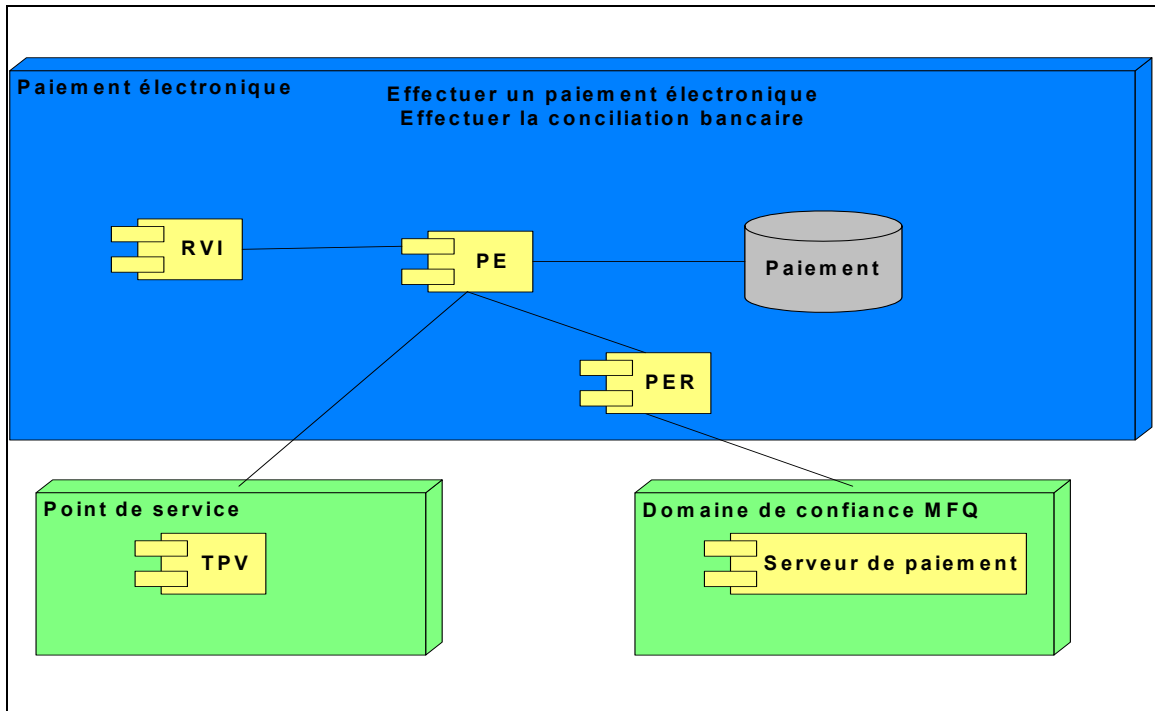 Paiement électronique
Effectuer un paiement électronique
Effectuer la conciliation bancaire
RVI
PE
Paiement
PER
Point de service
TPV
Domaine de confiance MFQ
Serveur de paiement